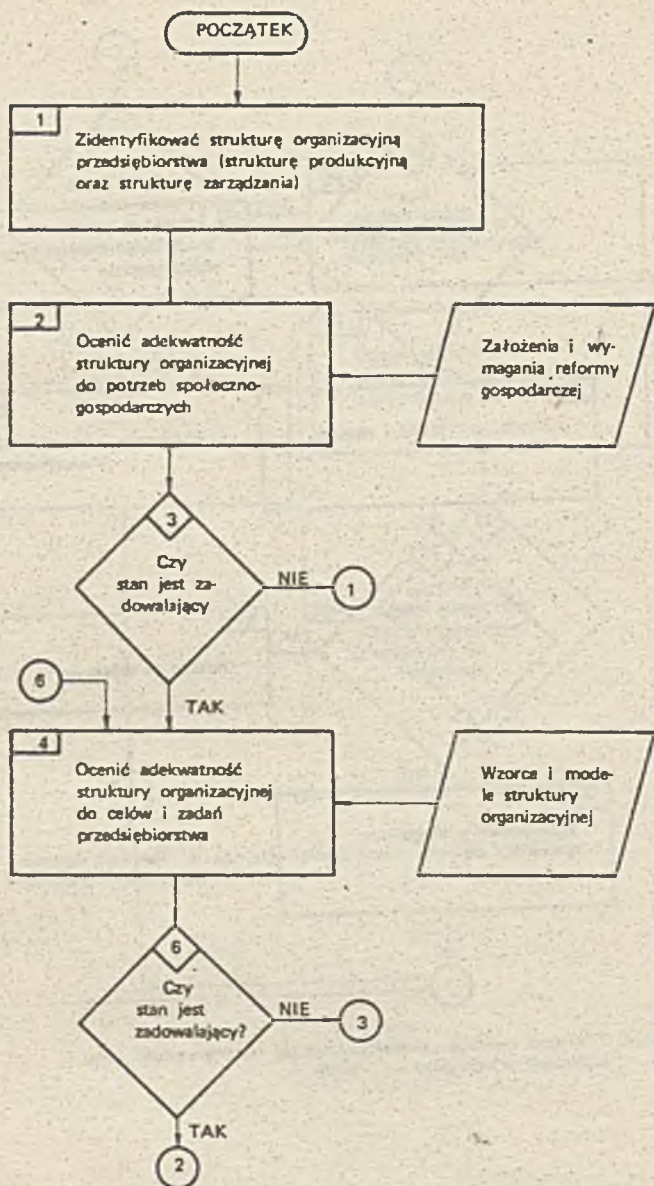 POCZĄTEK
1
Zidentyfikować strukturę organizacyjną
przedsiębiorstwa (strukturę produkcyjną
oraz strukturę zarządzania)
2
Ocenić adekwatność
struktury organizacyjnej
do potrzeb społeczno-
gospodarczych
Założenia i wy-
magania reformy
gospodarczej
3
Czy
stan jest za-
dowalający
NIE
1
6
TAK
4
Ocenić adekwatność
struktury organizacyjnej
do celów i zadań
przedsiębiorstwa
Wzorce i mode-
le struktury
organizacyjnej
6
Czy
stan jest
zadowalający?
NIE
3
TAK
2